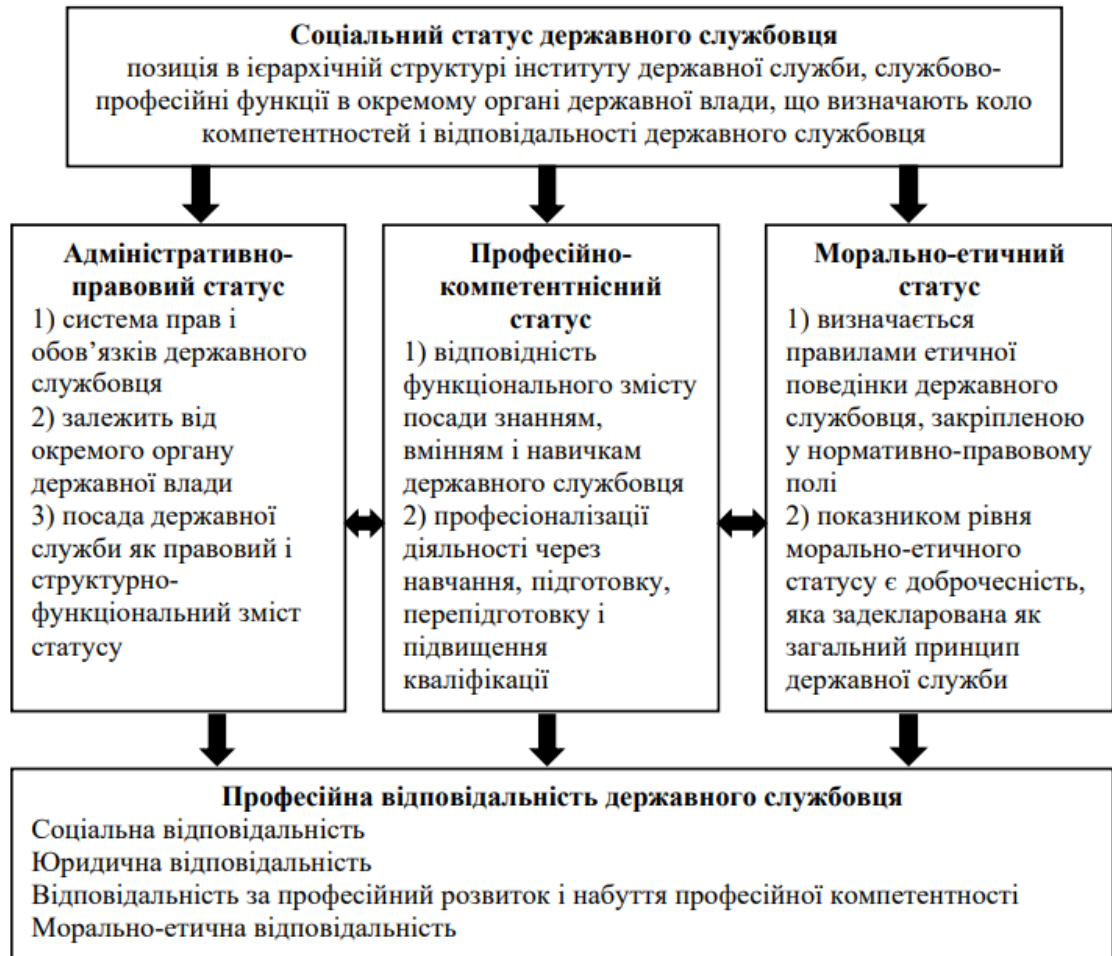 Соціальний статус державного службовця
позиція в ієрархічній структурі інституту державної служби, службово-
професійні функції в окремому органі державної влади, що визначають коло
компетентностей і відповідальності державного службовця
Адміністративно-
правовий статус
1) система прав і
обов’язків державного
службовця
2) залежить від
окремого органу
державної влади
3) посада державної
служби як правовий і
структурно-
функціональний зміст
статусу
Професійно-
компетентнісний
статус
1) відповідність
функціонального змісту
посади знанням,
вмінням і навичкам
державного службовця
2) професіоналізації
діяльності через
навчання, підготовку,
перепідготовку і
підвищення
кваліфікації
Морально-етичний
статус
1) визначається
правилами етичної
поведінки державного
службовця, закріпленою
у нормативно-правовому
полі
2) показником рівня
морально-етичного
статусу є доброчесність,
яка задекларована як
загальний принцип
державної служби
Професійна відповідальність державного службовця
Соціальна відповідальність
Юридична відповідальність
Відповідальність за професійний розвиток і набуття професійної компетентності
Морально-етична відповідальність